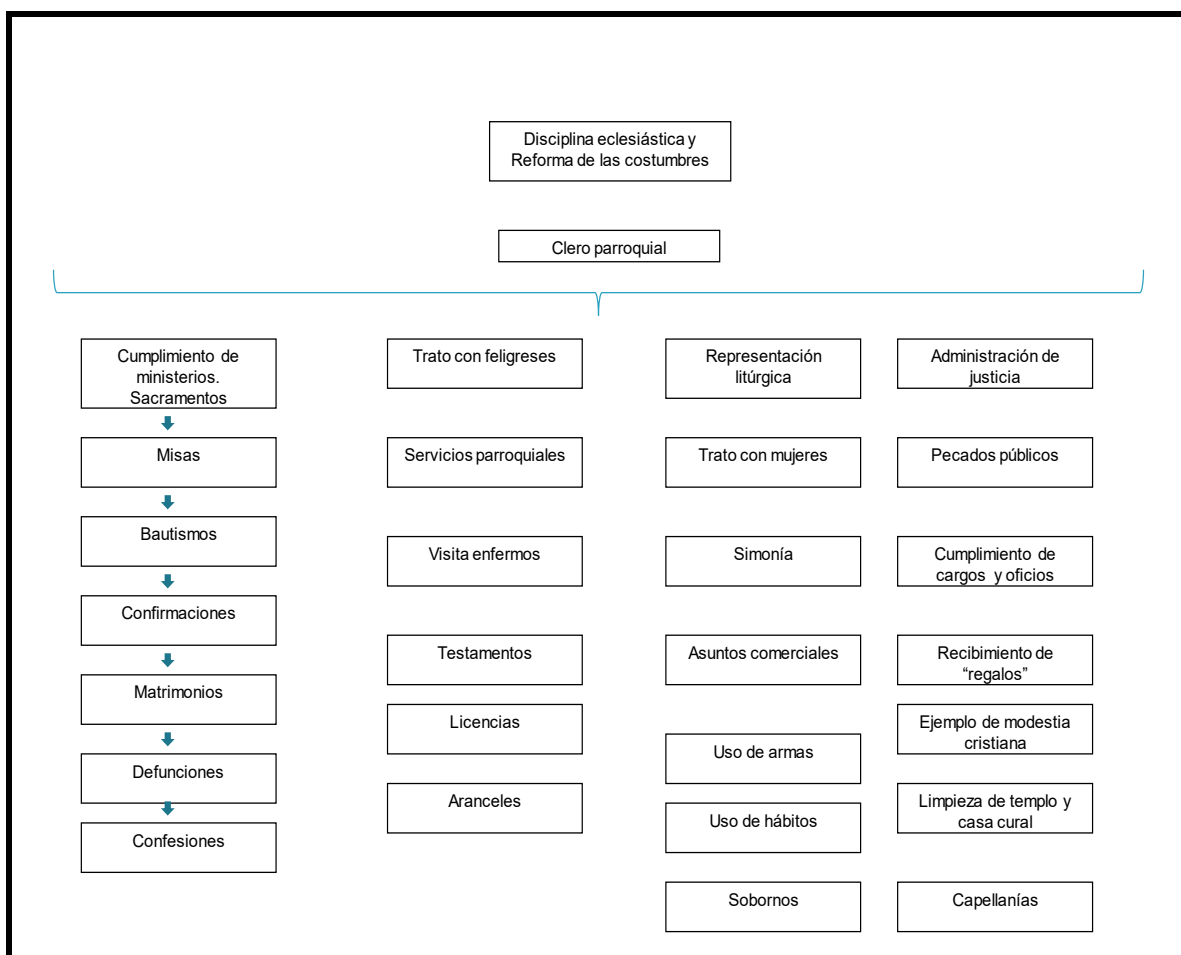 Disciplina eclesiástica y
Reforma de las costumbres
Clero parroquial
Cumplimiento de
ministerios.
Sacramentos
Misas
Bautismos
Confirmaciones
Matrimonios
Defunciones
Confesiones
Trato con feligreses
Servicios parroquiales
Visita enfermos
Testamentos
Licencias
Aranceles
Representación
litúrgica
Trato con mujeres
Simonía
Asuntos comerciales
Uso de armas
Uso de hábitos
Sobornos
Administración de
justicia
Pecados públicos
Cumplimiento de
cargos y oficios
Recibimiento de
“regalos”
Ejemplo de modestia
cristiana
Limpieza de templo y
casa cural
Capellanías